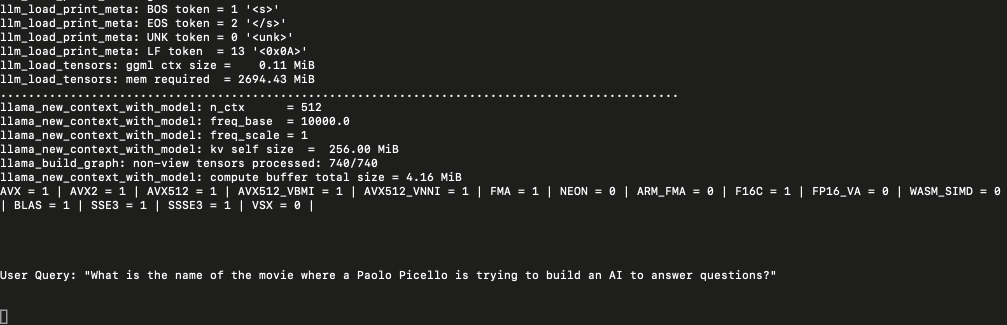 llm_load_print_meta: BOS token = 1 '<s>'
llm_load_print_meta: EOS token = 2 '</s>'
llm_load_print_meta: UNK token = 0 '<unk>'
llm_load_print_meta: LF token  = 13 '<0x0A>'
llm_load_tensors: ggml ctx size =    0.11 MiB
llm_load_tensors: mem required  = 2694.43 MiB
.................................................................................................
llama_new_context_with_model: n_ctx      = 512
llama_new_context_with_model: freq_base  = 10000.0
llama_new_context_with_model: freq_scale = 1
llama_new_context_with_model: kv self size  =  256.00 MiB
llama_build_graph: non-view tensors processed: 740/740
llama_new_context_with_model: compute buffer total size = 4.16 MiB
AVX = 1 | AVX2 = 1 | AVX512 = 1 | AVX512_VBMI = 1 | AVX512_VNNI = 1 | FMA = 1 | NEON = 0 | ARM_FMA = 0 | F16C = 1 | FP16_VA = 0 | WASM_SIMD = 0
| BLAS = 1 | SSE3 = 1 | SSSE3 = 1 | VSX = 0 |
User Query: "What is the name of the movie where a Paolo Picello is trying to build an AI to answer questions?"